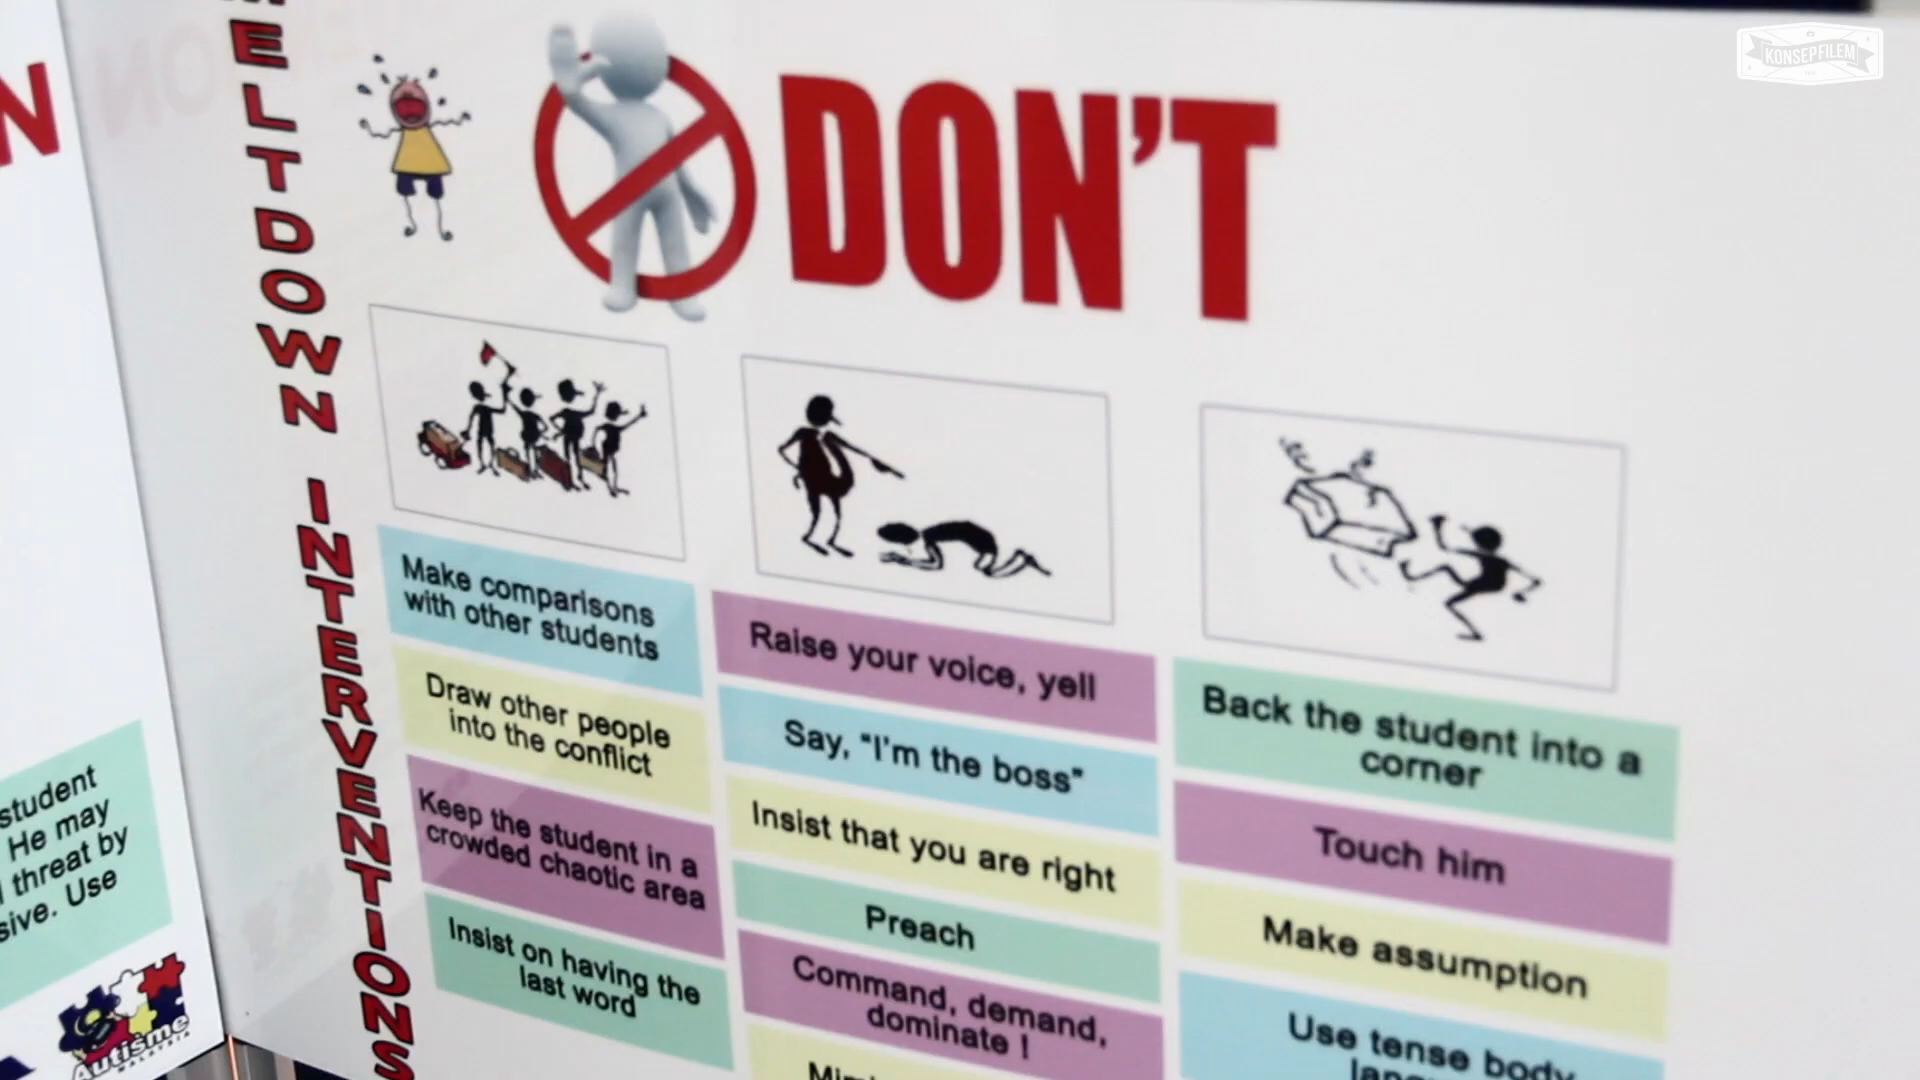 KONSEPFILEM
N
MELTDOWN INTERVENTIONS
DON'T
Make comparisons
with other students
Draw other people
into the conflict
Keep the student in a
crowded chaotic area
Insist on having the
last word
Raise your voice, yell
Say, "I'm the boss"
Insist that you are right
Preach
Command, demand,
dominate !
Back the student into a
corner
Touch him
Make assumption
Use tense body
student
He may
threat by
Use
Autisme
MALAYSIA